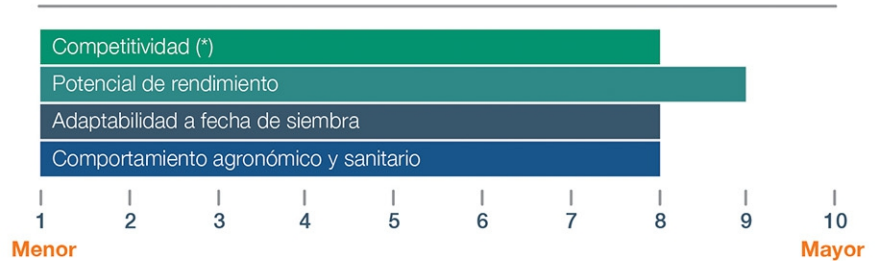 Competitividad (*)
Potencial de rendimiento
Adaptabilidad a fecha de siembra
Comportamiento agronómico y sanitario
1 2 3 4 5 6 7 8 9 10
Menor Mayor